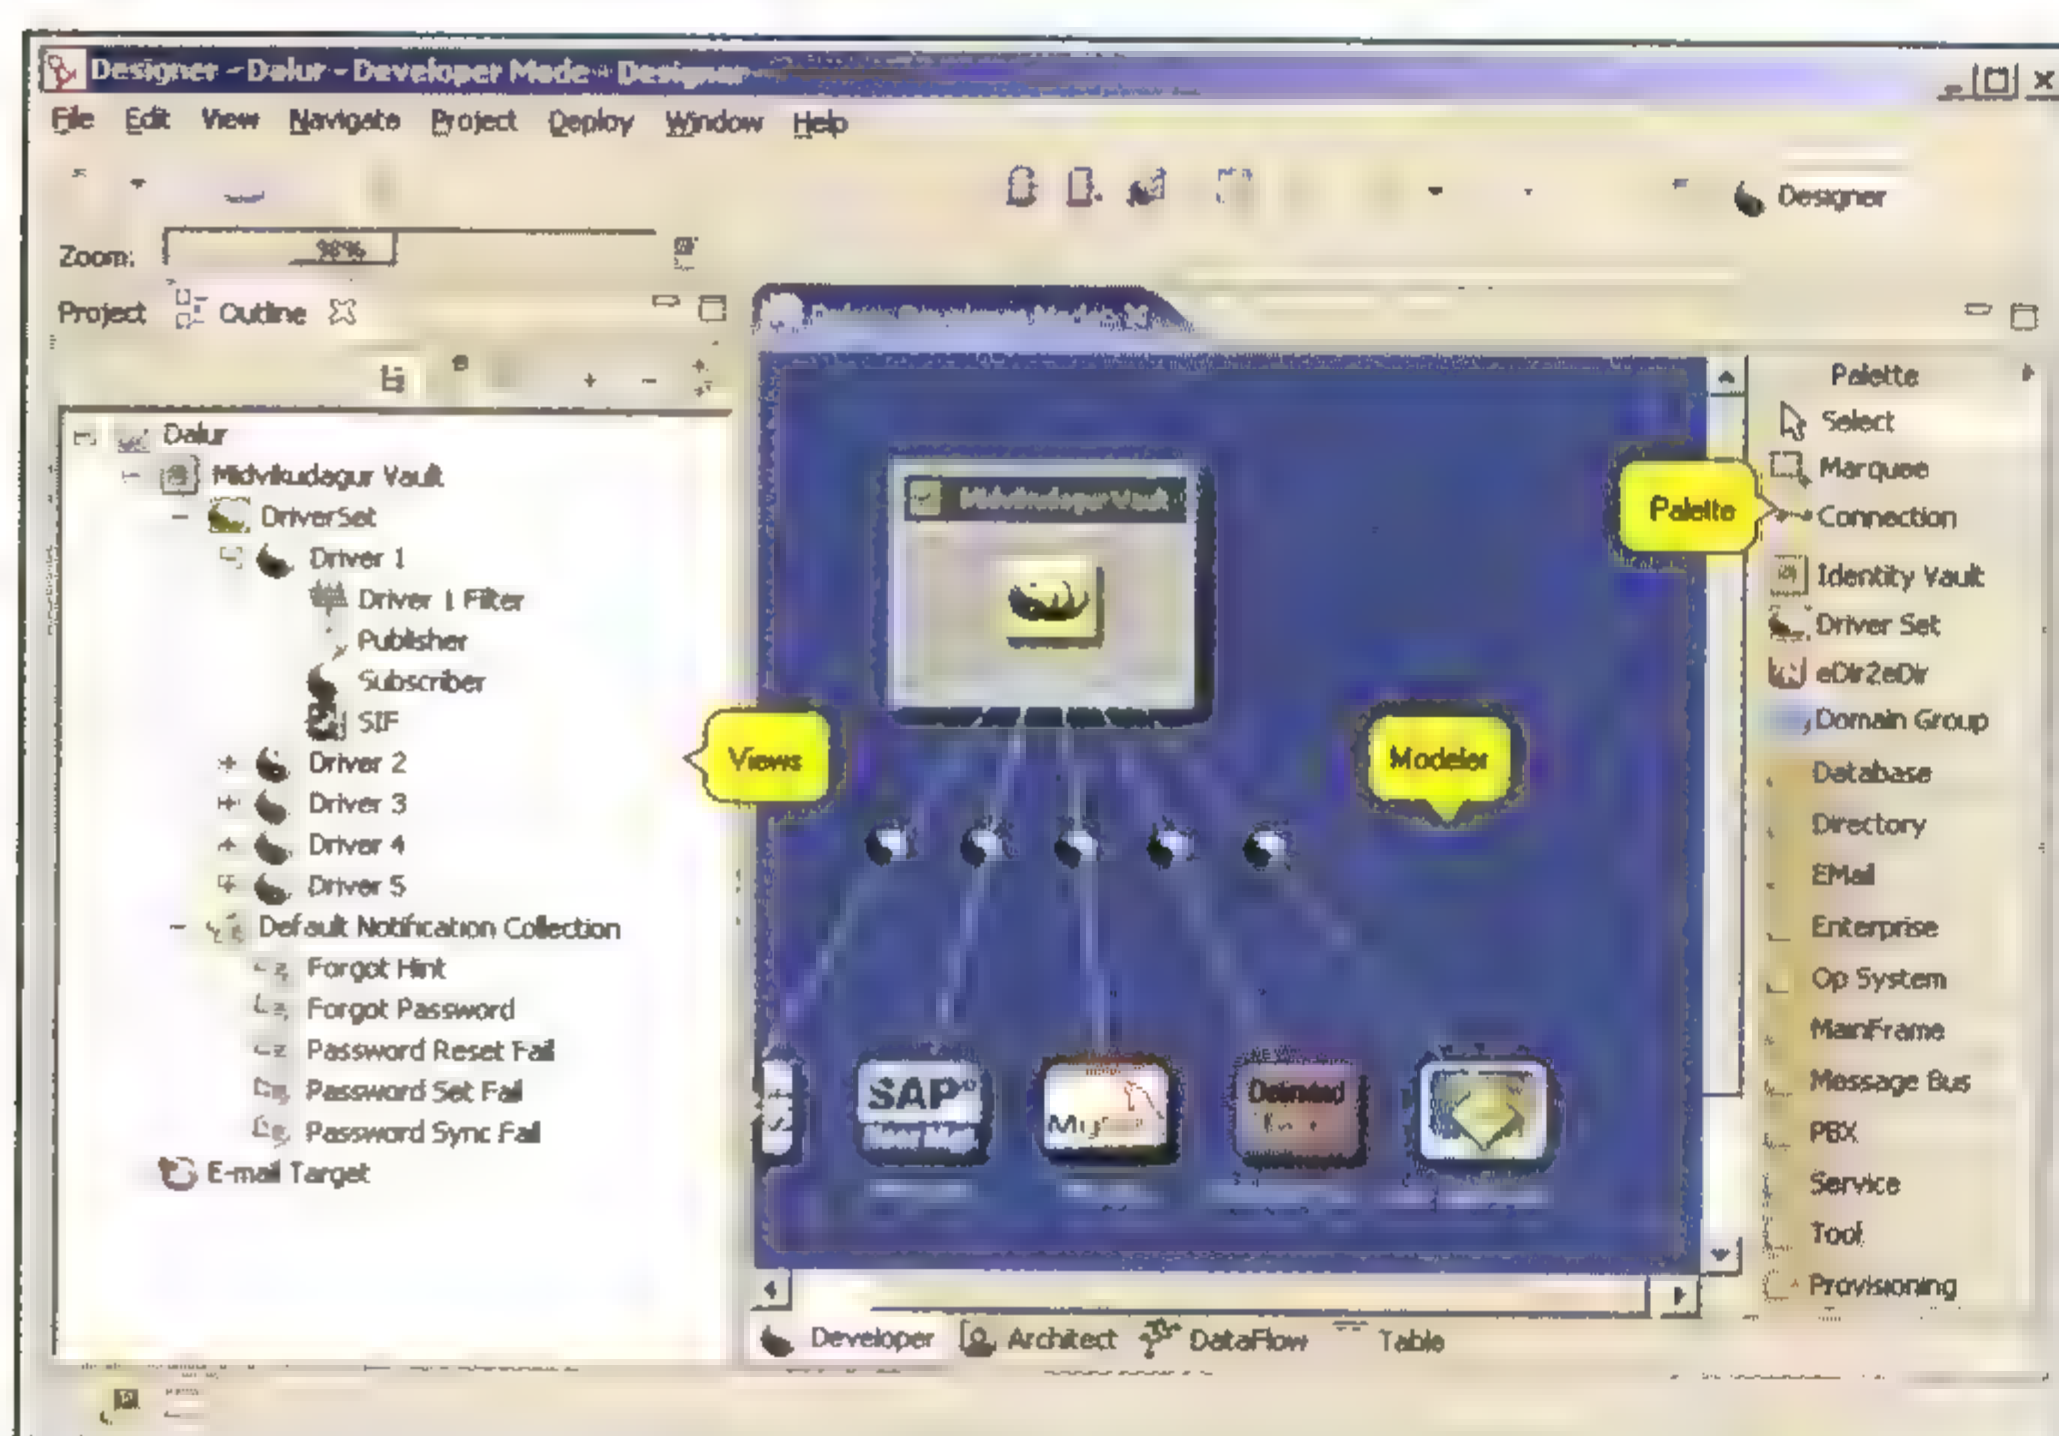 Designer - Dalur - Developer Mode - Designer
File Edit View Navigate Project Deploy Window Help
Designer
Zoom: 98%
Project Outline
Dalur
Midvikudagur Vault
DriverSet
Driver 1
Driver 1 Filter
Publisher
Subscriber
SIF
Driver 2
Driver 3
Driver 4
Driver 5
Default Notification Collection
Forgot Hint
Forgot Password
Password Reset Fail
Password Set Fail
Password Sync Fail
E-mail Target
Views
Midvikudagur Vault
Modeler
SAP
Delimited
Palette
Palette
Select
Marquee
Connection
Identity Vault
Driver Set
eDir2eDir
Domain Group
Database
Directory
EMail
Enterprise
Op System
MainFrame
Message Bus
PBX
Service
Tool
Provisioning
Developer Architect DataFlow Table